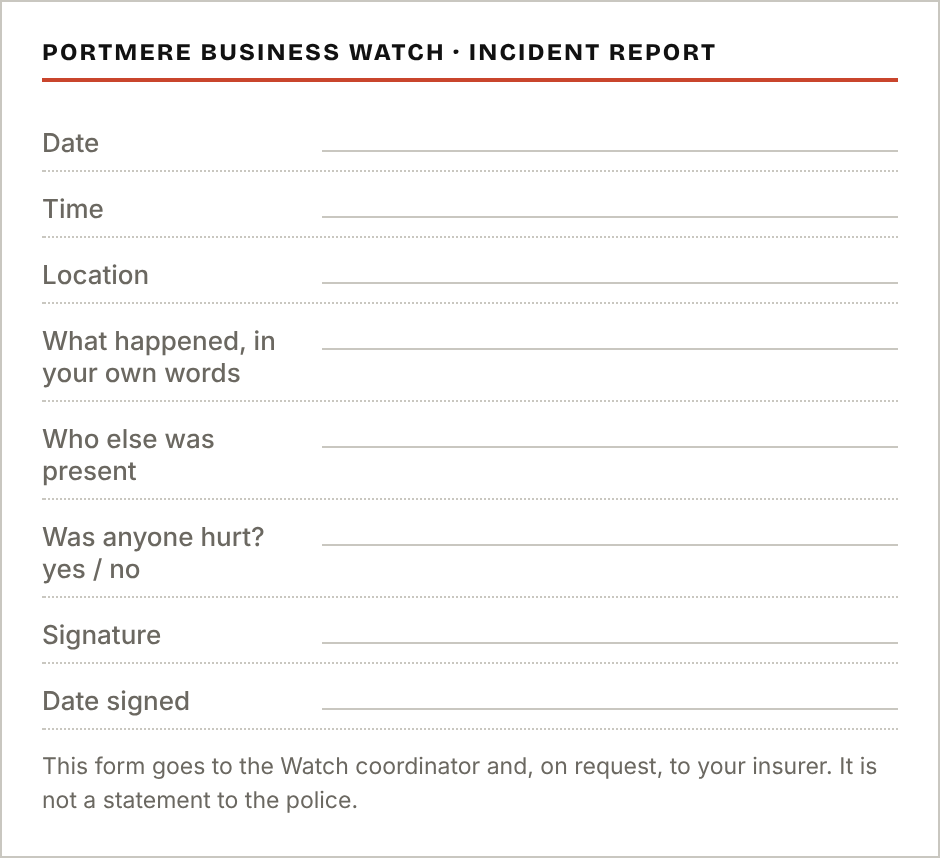 PORTMERE BUSINESS WATCH · INCIDENT REPORT
Date
Time
Location
What happened, in
your own words
Who else was
present
Was anyone hurt?
yes / no
Signature
Date signed
This form goes to the Watch coordinator and, on request, to your insurer. It is
not a statement to the police.